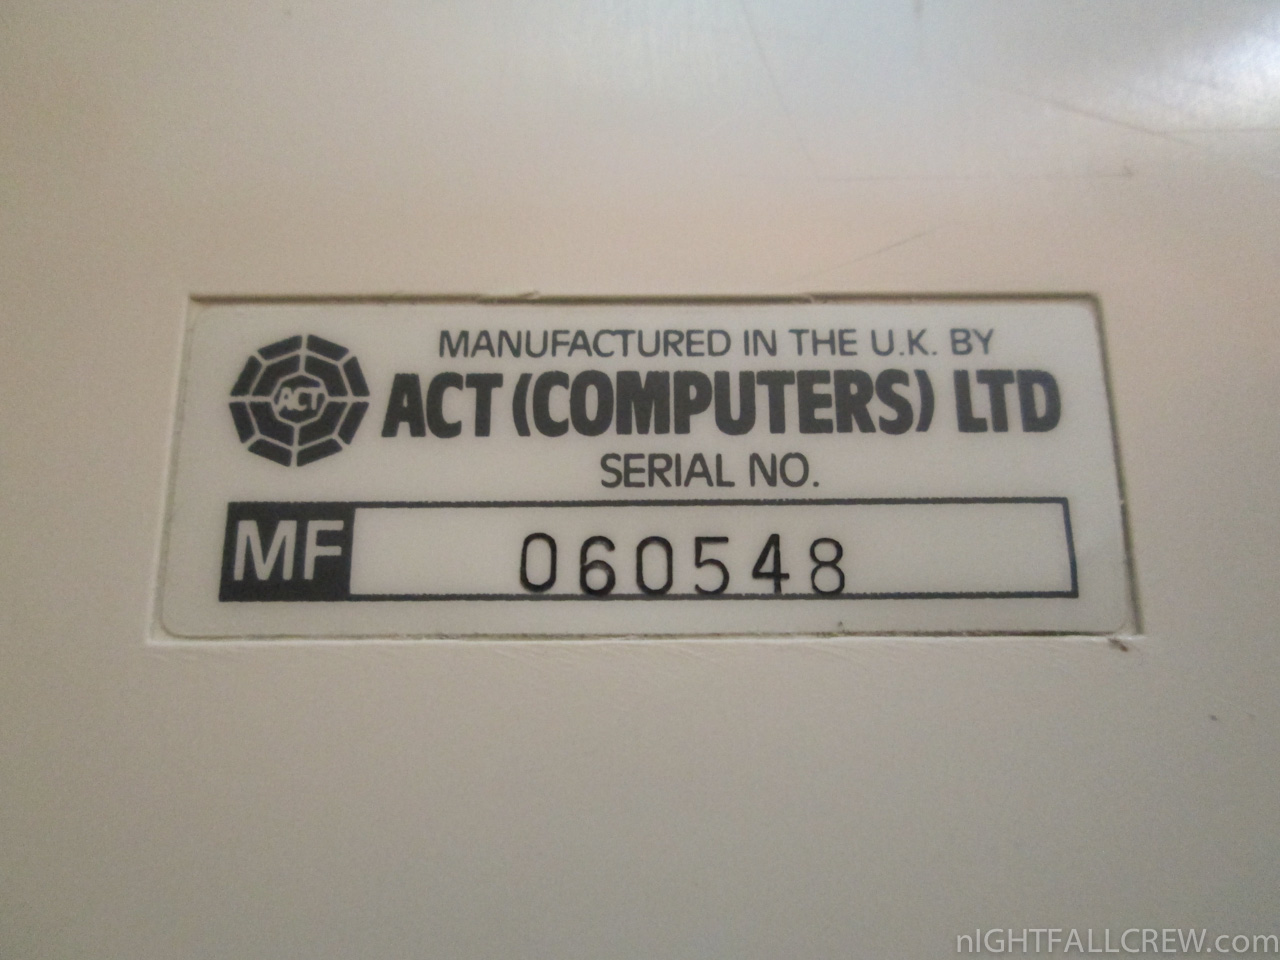 MANUFACTURED IN THE U.K. BY
ACT
ACT (COMPUTERS) LTD
SERIAL NO.
MF 060548
nIGHTFALLCREW.com